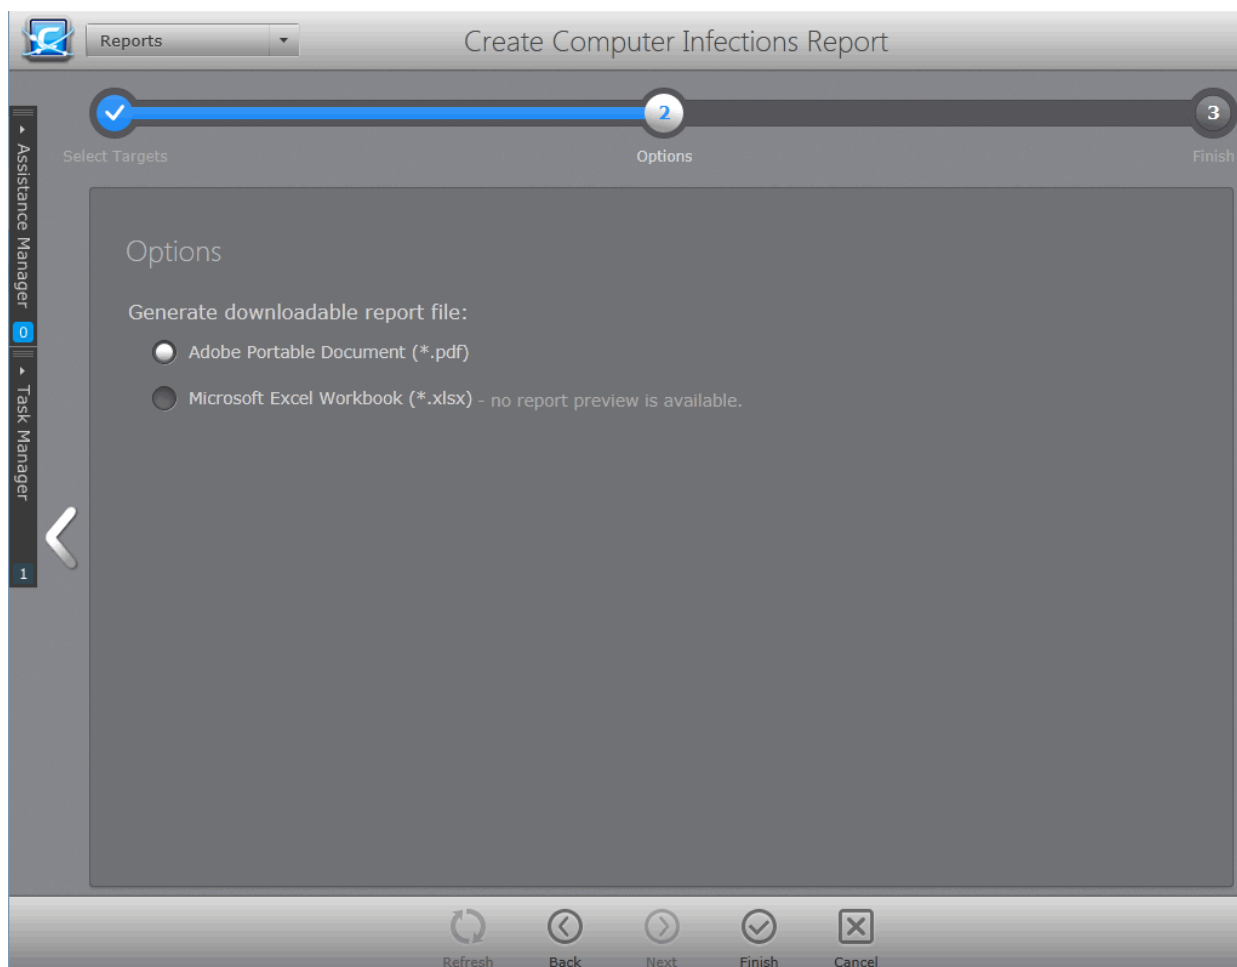 Reports
Create Computer Infections Report
2
3
Select Targets
Options
Finish
Assistance Manager
0
Task Manager
1
Options
Generate downloadable report file:
Adobe Portable Document (*.pdf)
Microsoft Excel Workbook (*.xlsx) - no report preview is available.
Refresh
Back
Next
Finish
Cancel